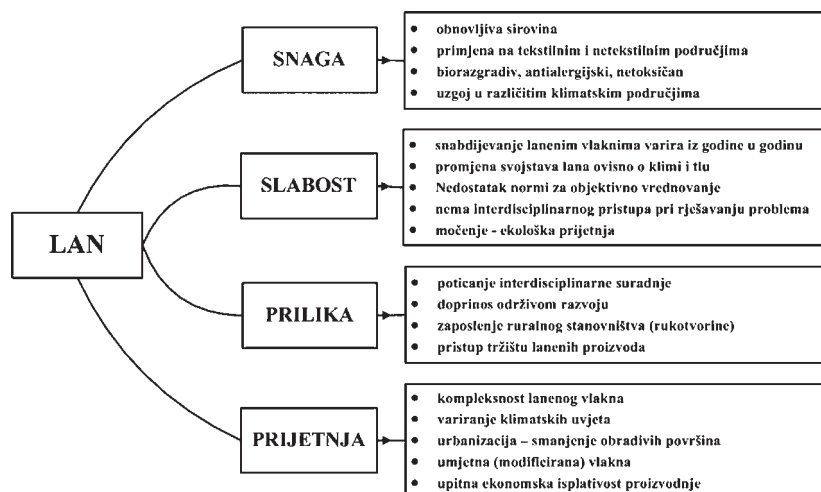 SNAGA
• obnovljiva sirovina
• primjena na tekstilnim i netekstilnim područjima
• biorazgradiv, antialergijski, netoksičan
• uzgoj u različitim klimatskim područjima
SLABOST
• snabdijevanje lanenim vlaknima varira iz godine u godinu
• promjena svojstava lana ovisno o klimi i tlu
• Nedostatak normi za objektivno vrednovanje
• nema interdisciplinarnog pristupa pri rješavanju problema
• močenje - ekološka prijetnja
LAN
PRILIKA
• poticanje interdisciplinarne suradnje
• doprinos održivom razvoju
• zaposlenje ruralnog stanovništva (rukotvorine)
• pristup tržištu lanenih proizvoda
PRIJETNJA
• kompleksnost lanenog vlakna
• variranje klimatskih uvjeta
• urbanizacija – smanjenje obradivih površina
• umjetna (modificirana) vlakna
• upitna ekonomska isplativost proizvodnje